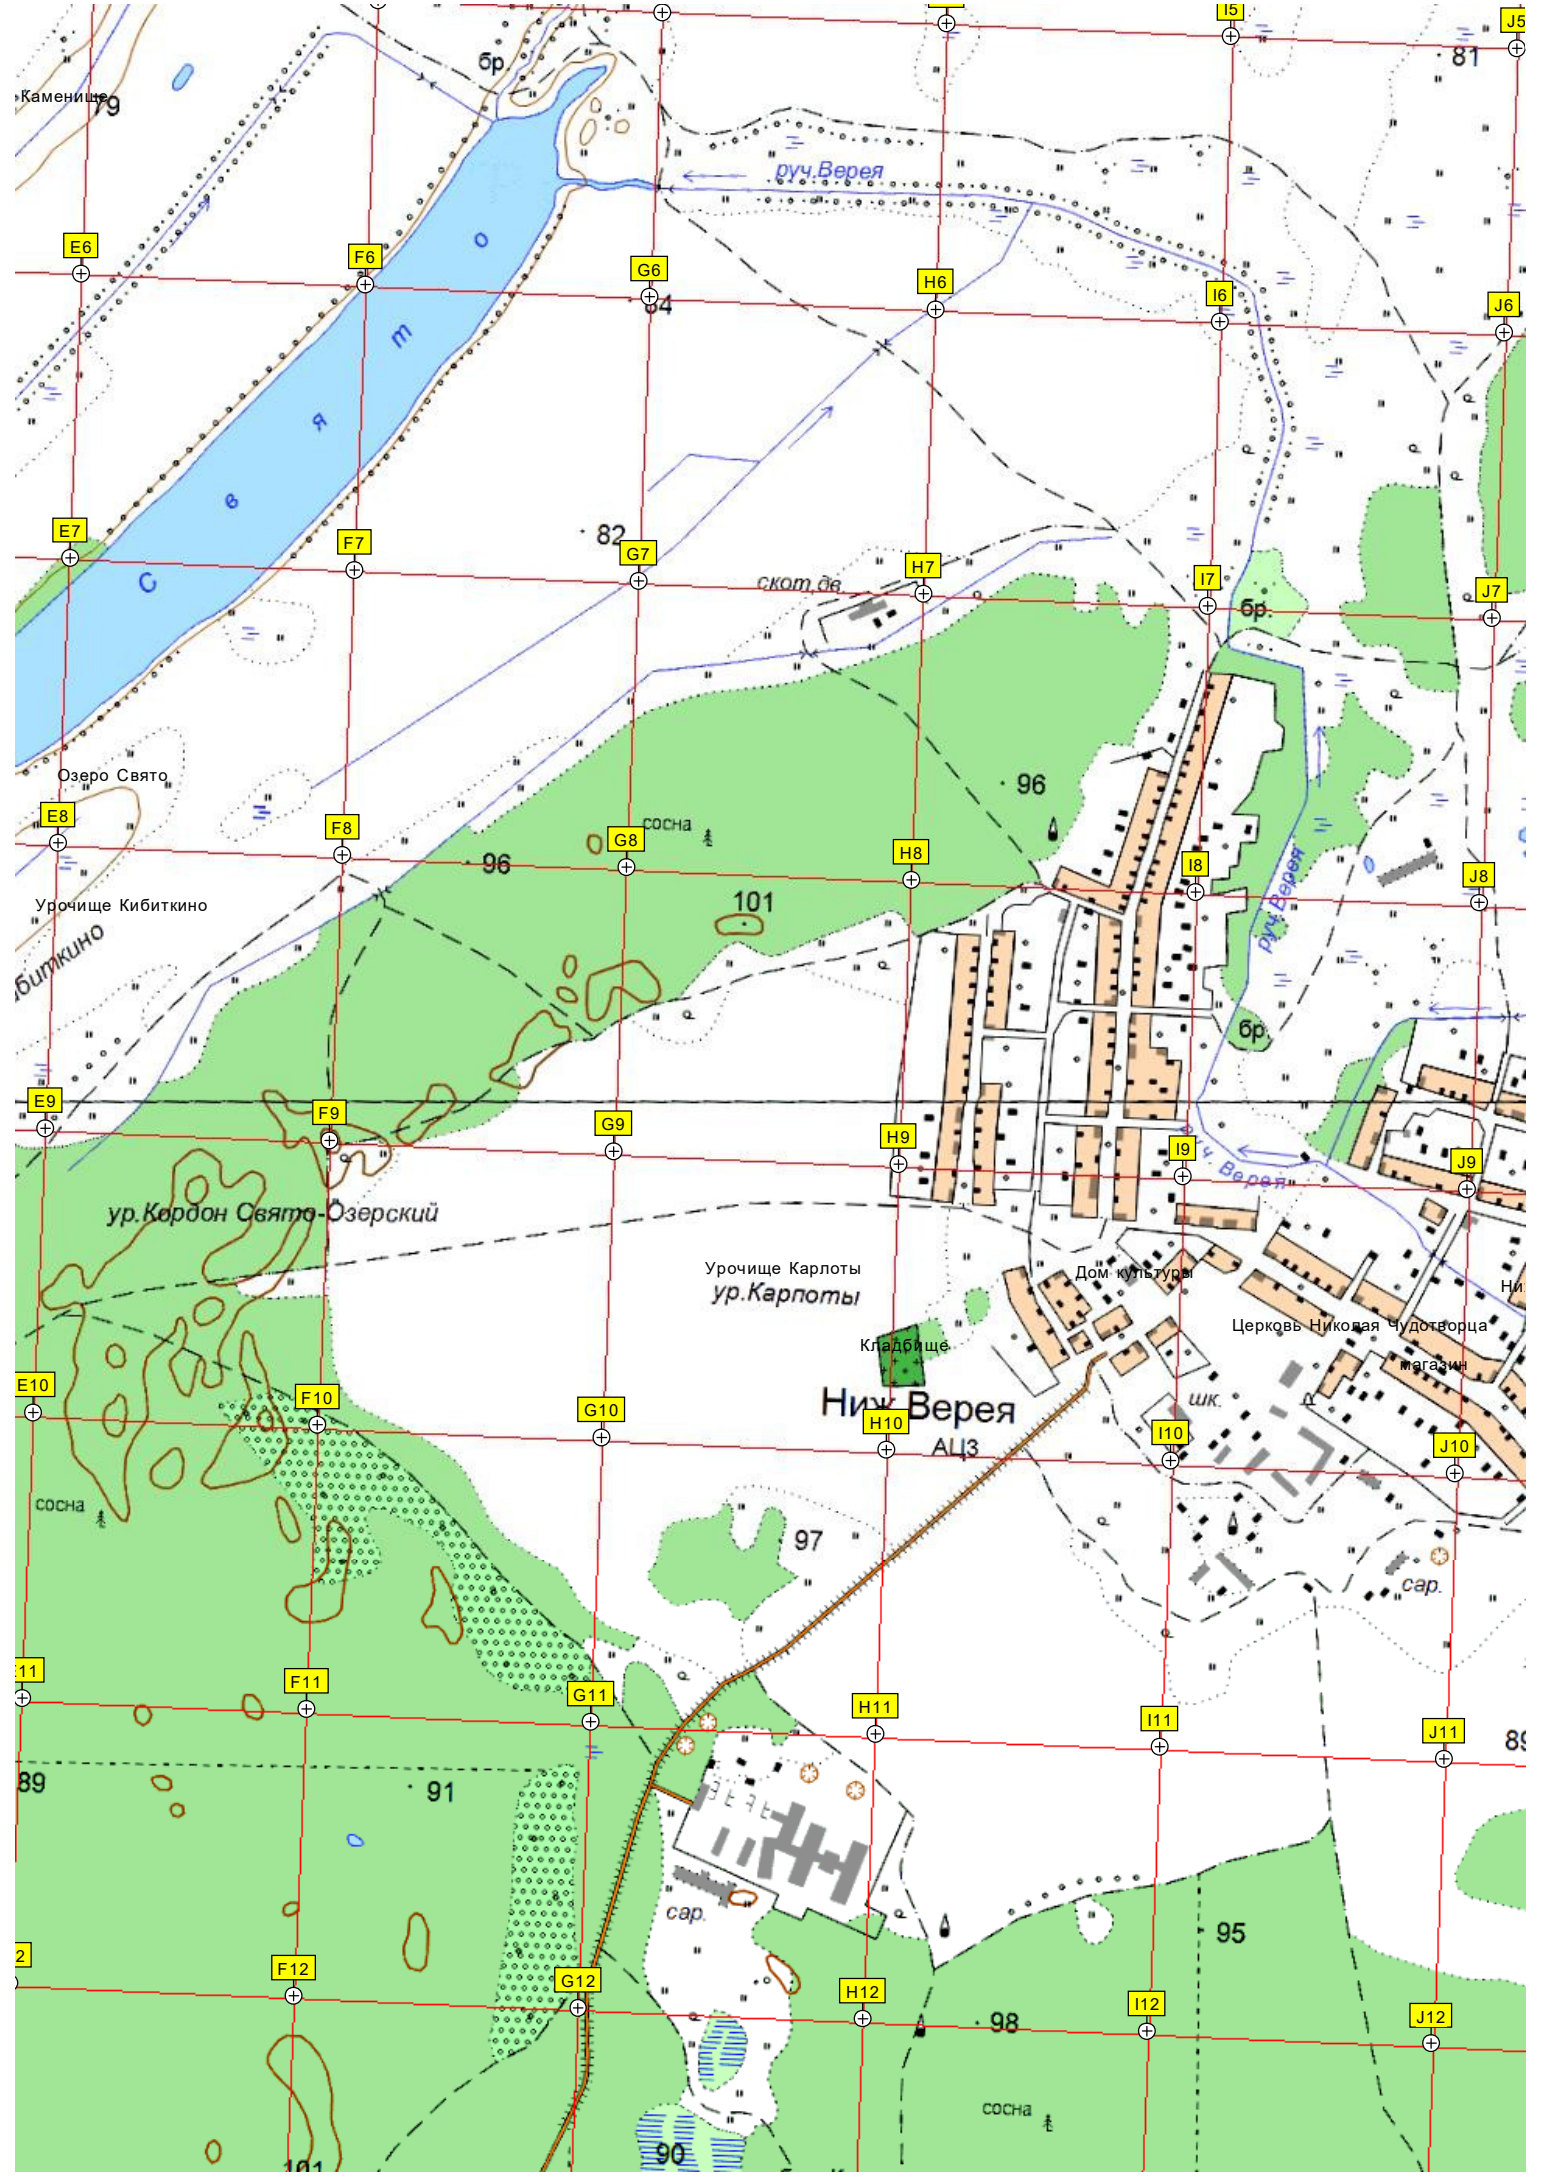 I5
J5
бр.
81
Каменище
79
руч.Верея
E6
F6
G6
H6
I6
J6
84
С в я т о
E7
F7
82
G7
H7
I7
J7
скот.дв.
бр.
Озеро Свято
96
E8
F8
G8
сосна
H8
I8
J8
96
101
Урочище Кибиткино
биткино
руч.Верея
бр.
E9
F9
G9
H9
I9
J9
руч. Верея
ур.Кордон Свято-Озерский
Урочище Карлоты
ур.Карпоты
Дом культуры
Ни
Церковь Николая Чудотворца
Кладбище
магазин
E10
F10
G10
Ниж.Верея
H10
АЦЗ
шк.
I10
J10
сосна
97
сар.
11
F11
G11
H11
I11
J11
89
89
91
сар.
95
2
F12
G12
H12
I12
J12
98
сосна
90
101